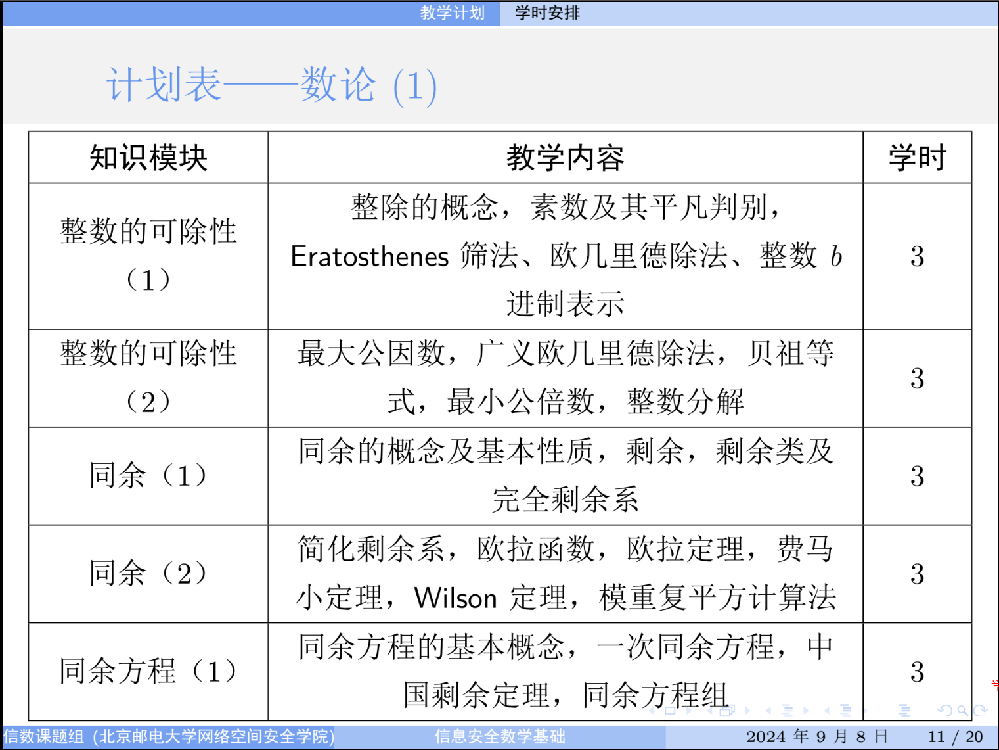 教学计划 学时安排
计划表——数论 (1)
知识模块 教学内容 学时
整数的可除性
（1）
整除的概念，素数及其平凡判别，
Eratosthenes 筛法、欧几里德除法、整数 b
进制表示
3
整数的可除性
（2）
最大公因数，广义欧几里德除法，贝祖等
式，最小公倍数，整数分解
3
同余（1）
同余的概念及基本性质，剩余，剩余类及
完全剩余系
3
同余（2）
简化剩余系，欧拉函数，欧拉定理，费马
小定理，Wilson 定理，模重复平方计算法
3
同余方程（1）
同余方程的基本概念，一次同余方程，中
国剩余定理，同余方程组
3
信数课题组 (北京邮电大学网络空间安全学院) 信息安全数学基础 2024 年 9 月 8 日 11 / 20